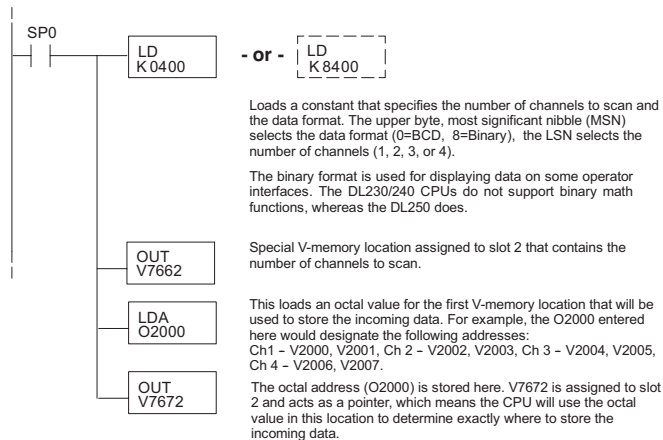 SP0
LD
K0400
- or -
LD
K8400
Loads a constant that specifies the number of channels to scan and
the data format. The upper byte, most significant nibble (MSN)
selects the data format (0=BCD, 8=Binary), the LSN selects the
number of channels (1, 2, 3, or 4).
The binary format is used for displaying data on some operator
interfaces. The DL230/240 CPUs do not support binary math
functions, whereas the DL250 does.
OUT
V7662
Special V-memory location assigned to slot 2 that contains the
number of channels to scan.
LDA
O2000
This loads an octal value for the first V-memory location that will be
used to store the incoming data. For example, the O2000 entered
here would designate the following addresses:
Ch1 – V2000, V2001, Ch 2 – V2002, V2003, Ch 3 – V2004, V2005,
Ch 4 – V2006, V2007.
OUT
V7672
The octal address (O2000) is stored here. V7672 is assigned to slot
2 and acts as a pointer, which means the CPU will use the octal
value in this location to determine exactly where to store the
incoming data.